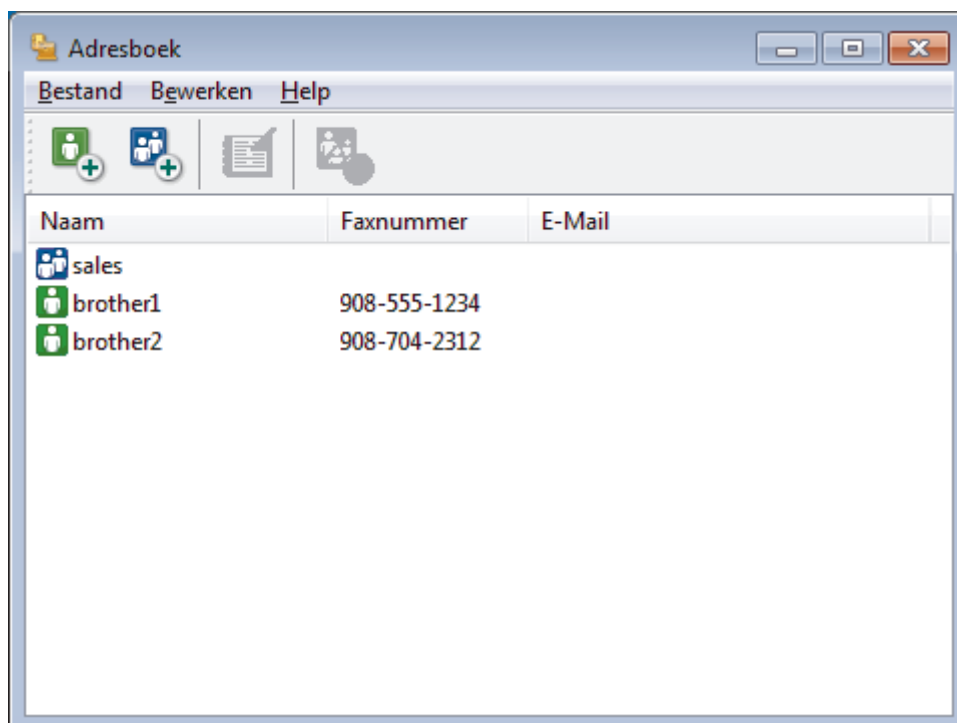 Adresboek
Bestand Bewerken Help
Naam Faxnummer E-Mail
sales
brother1 908-555-1234
brother2 908-704-2312